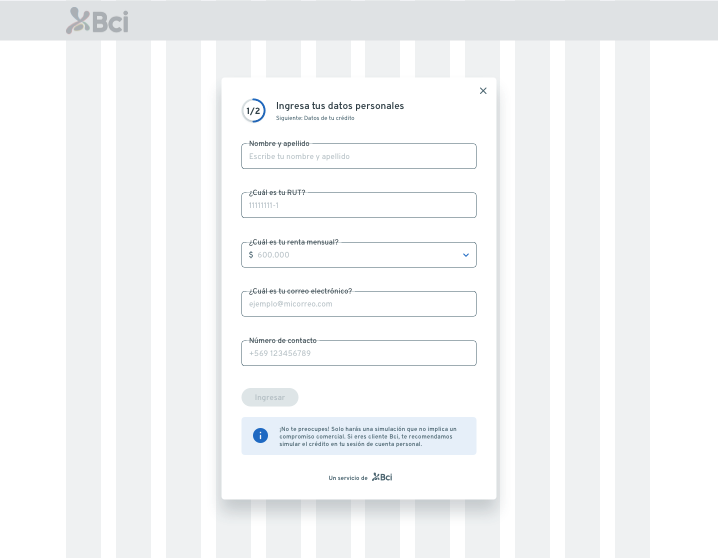 Bci
1/2
Ingresa tus datos personales
Siguiente: Datos de tu crédito
Nombre y apellido
Escribe tu nombre y apellido
¿Cuál es tu RUT?
11111111-1
¿Cuál es tu renta mensual?
$ 600.000
¿Cuál es tu correo electrónico?
ejemplo@micorreo.com
Número de contacto
+569 123456789
Ingresar
¡No te preocupes! Solo harás una simulación que no implica un
compromiso comercial. Si eres cliente Bci, te recomendamos
simular el crédito en tu sesión de cuenta personal.
Un servicio de Bci